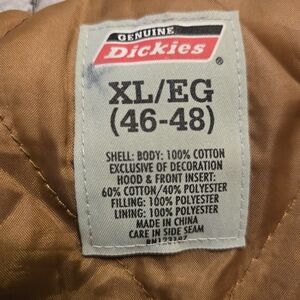 GENUINE
Dickies
®
XL/EG
(46-48)
SHELL: BODY: 100% COTTON
EXCLUSIVE OF DECORATION
HOOD & FRONT INSERT:
60% COTTON/40% POLYESTER
FILLING: 100% POLYESTER
LINING: 100% POLYESTER
MADE IN CHINA
CARE IN SIDE SEAM